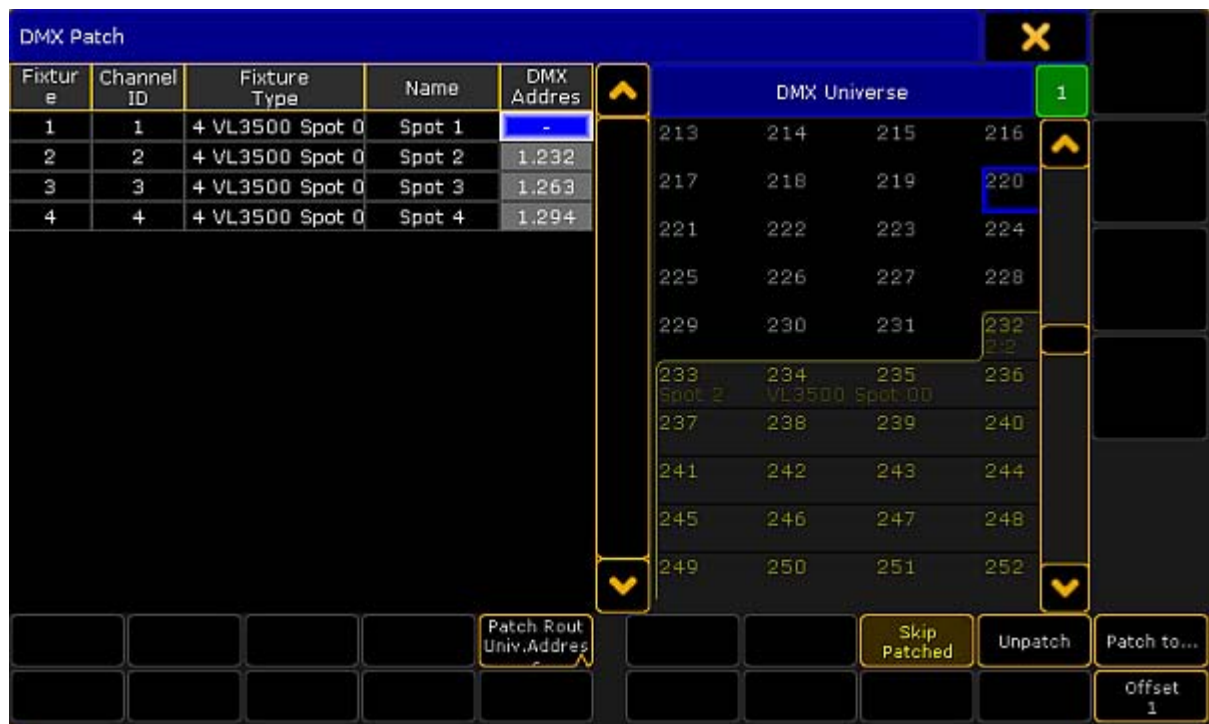 DMX Patch
Fixtur
e
Channel
ID
Fixture
Type
Name
DMX
Addres
1 1 4 VL3500 Spot 0 Spot 1 -
2 2 4 VL3500 Spot 0 Spot 2 1.232
3 3 4 VL3500 Spot 0 Spot 3 1.263
4 4 4 VL3500 Spot 0 Spot 4 1.294
DMX Universe 1
213 214 215 216
217 218 219 220
221 222 223 224
225 226 227 228
229 230 231 232
2:2
233 234 235 236
Spot 2 VL3500 Spot 00
237 238 239 240
241 242 243 244
245 246 247 248
249 250 251 252
Patch Rout
Univ.Addres
Skip
Patched
Unpatch
Patch to...
Offset
1